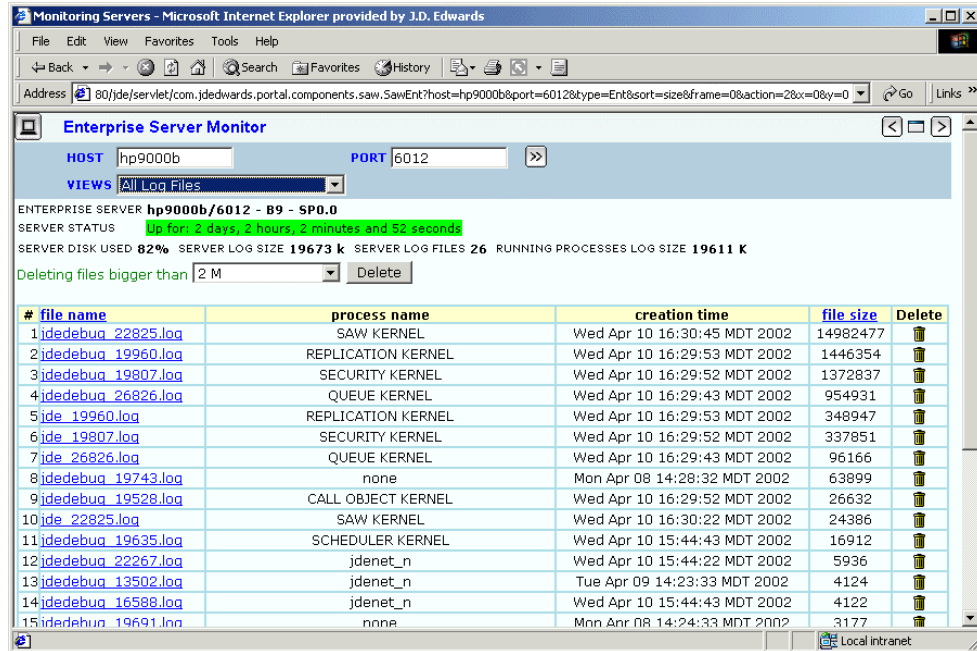 Monitoring Servers - Microsoft Internet Explorer provided by J.D. Edwards
File Edit View Favorites Tools Help
Back Search Favorites History
Address 80/jde/servlet/com.jdedwards.portal.components.saw.SawEnt?host=hp9000b&port=6012&type=Ent&sort=size&frame=0&action=2&x=0&y=0 Go Links »
Enterprise Server Monitor
HOST hp9000b PORT 6012
VIEWS All Log Files
ENTERPRISE SERVER hp9000b/6012 - B9 - SP0.0
SERVER STATUS Up for: 2 days, 2 hours, 2 minutes and 52 seconds
SERVER DISK USED 82% SERVER LOG SIZE 19673 k SERVER LOG FILES 26 RUNNING PROCESSES LOG SIZE 19611 K
Deleting files bigger than 2 M Delete
# file name process name creation time file size Delete
1 jdedebug_22825.log SAW KERNEL Wed Apr 10 16:30:45 MDT 2002 14982477
2 jdedebug_19960.log REPLICATION KERNEL Wed Apr 10 16:29:53 MDT 2002 1446354
3 jdedebug_19807.log SECURITY KERNEL Wed Apr 10 16:29:52 MDT 2002 1372837
4 jdedebug_26826.log QUEUE KERNEL Wed Apr 10 16:29:43 MDT 2002 954931
5 jde_19960.log REPLICATION KERNEL Wed Apr 10 16:29:53 MDT 2002 348947
6 jde_19807.log SECURITY KERNEL Wed Apr 10 16:29:52 MDT 2002 337851
7 jde_26826.log QUEUE KERNEL Wed Apr 10 16:29:43 MDT 2002 96166
8 jdedebug_19743.log none Mon Apr 08 14:28:32 MDT 2002 63899
9 jdedebug_19528.log CALL OBJECT KERNEL Wed Apr 10 16:29:52 MDT 2002 26632
10 jde_22825.log SAW KERNEL Wed Apr 10 16:30:22 MDT 2002 24386
11 jdedebug_19635.log SCHEDULER KERNEL Wed Apr 10 15:44:43 MDT 2002 16912
12 jdedebug_22267.log jdenet_n Wed Apr 10 15:44:22 MDT 2002 5936
13 jdedebug_13502.log jdenet_n Tue Apr 09 14:23:33 MDT 2002 4124
14 jdedebug_16588.log jdenet_n Wed Apr 10 15:44:43 MDT 2002 4122
15 jdedebug_19691.log none Mon Apr 08 14:24:33 MDT 2002 3177
Local intranet